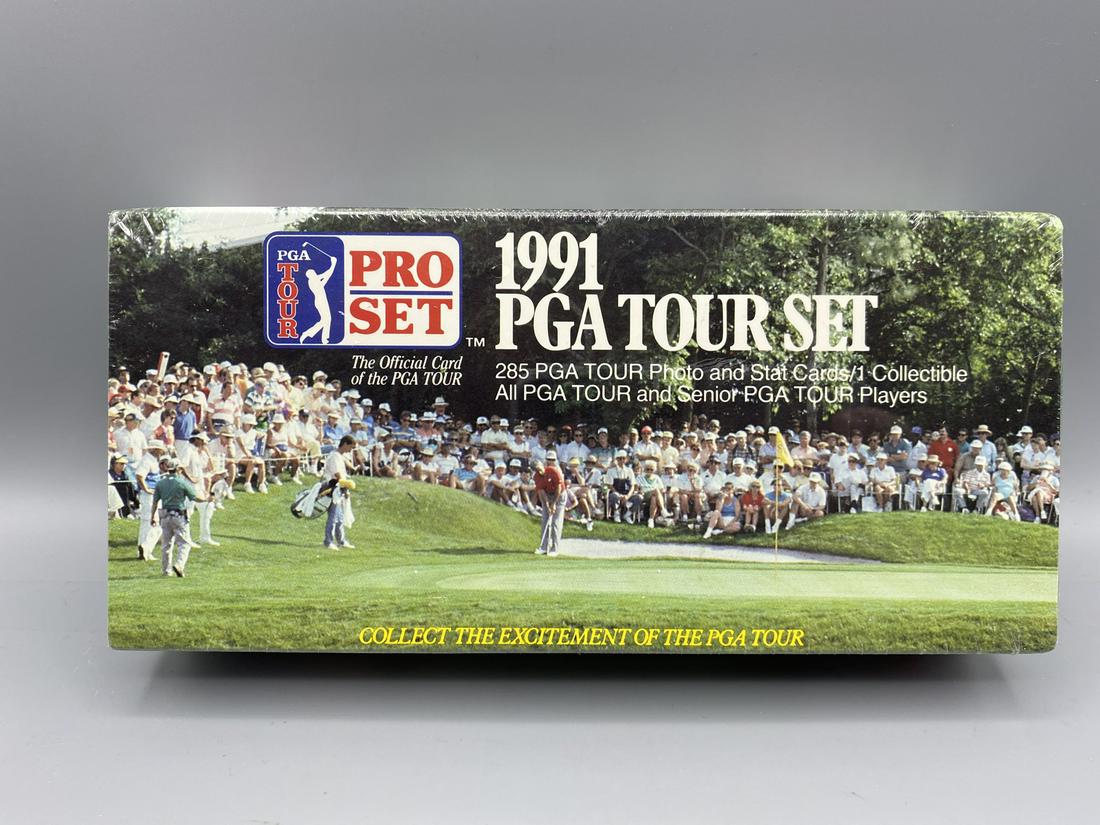 PGA
TOUR
PRO
SET
™
The Official Card
of the PGA TOUR
1991
PGA TOUR SET
285 PGA TOUR Photo and Stat Cards/1 Collectible
All PGA TOUR and Senior PGA TOUR Players
COLLECT THE EXCITEMENT OF THE PGA TOUR